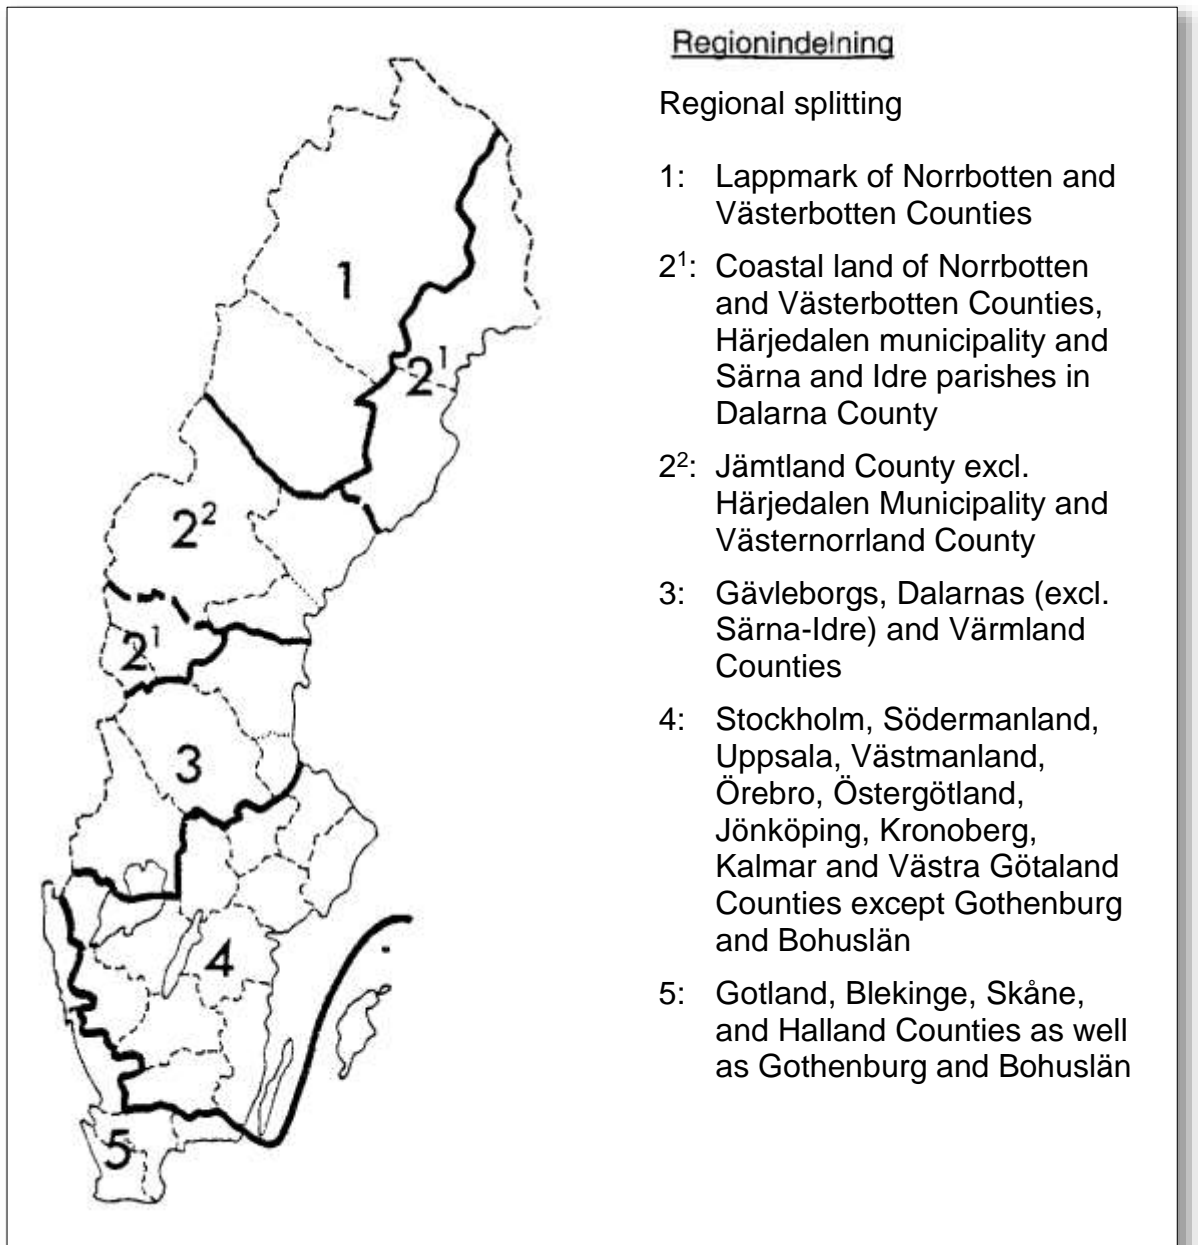 Regionindelning
Regional splitting
1: Lappmark of Norrbotten and
Västerbotten Counties
2¹: Coastal land of Norrbotten
and Västerbotten Counties,
Härjedalen municipality and
Särna and Idre parishes in
Dalarna County
2²: Jämtland County excl.
Härjedalen Municipality and
Västernorrland County
3: Gävleborgs, Dalarnas (excl.
Särna-Idre) and Värmland
Counties
4: Stockholm, Södermanland,
Uppsala, Västmanland,
Örebro, Östergötland,
Jönköping, Kronoberg,
Kalmar and Västra Götaland
Counties except Gothenburg
and Bohuslän
5: Gotland, Blekinge, Skåne,
and Halland Counties as well
as Gothenburg and Bohuslän
1
2¹
2²
2¹
3
4
5